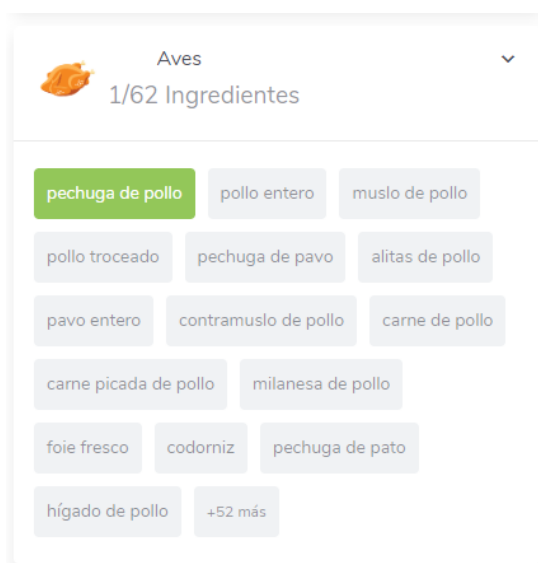 Aves
1/62 Ingredientes
pechuga de pollo pollo entero muslo de pollo
pollo troceado pechuga de pavo alitas de pollo
pavo entero contramuslo de pollo carne de pollo
carne picada de pollo milanesa de pollo
foie fresco codorniz pechuga de pato
hígado de pollo +52 más